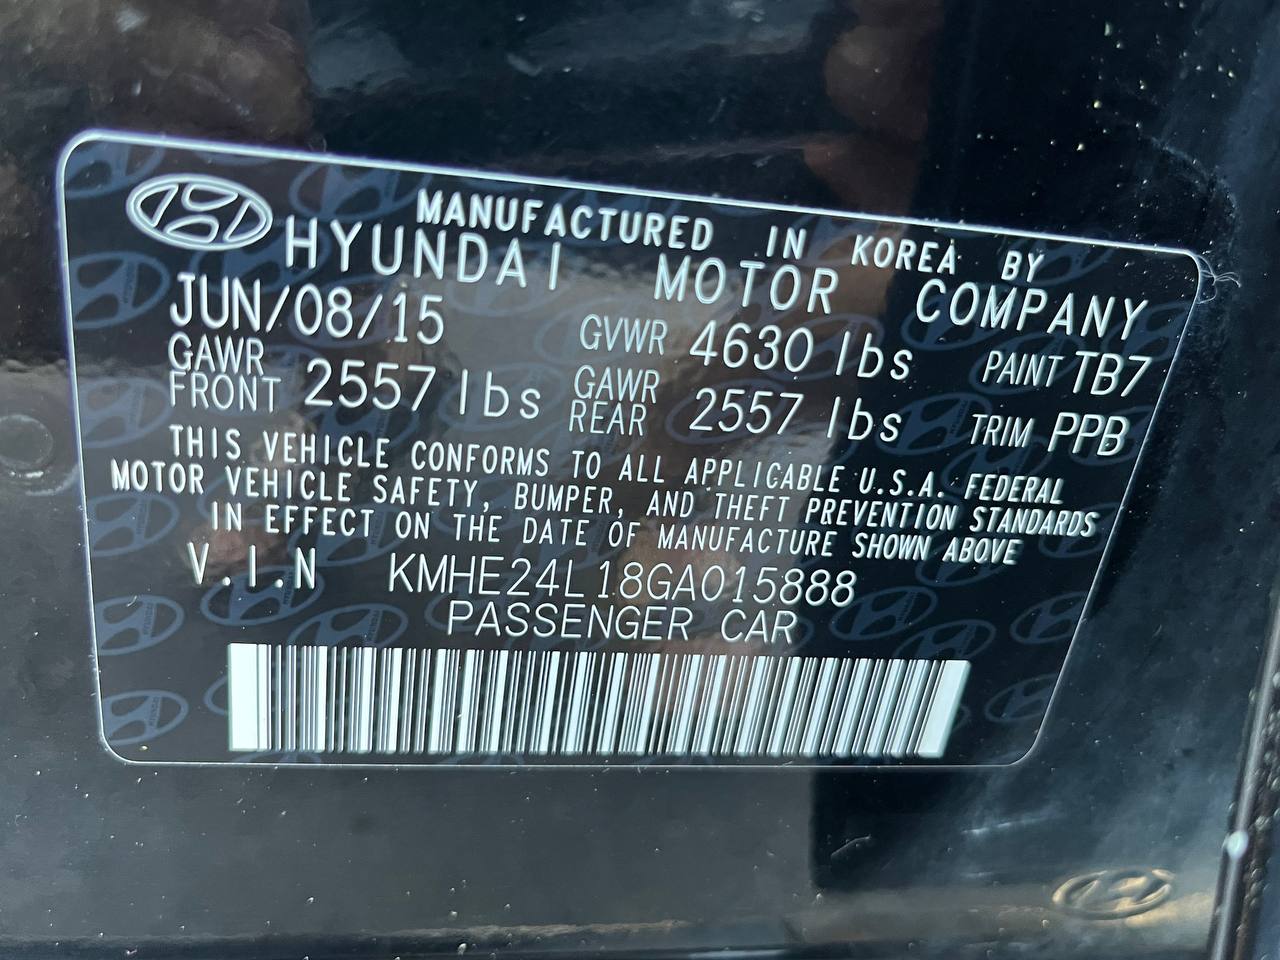 MANUFACTURED IN KOREA BY
HYUNDAI MOTOR COMPANY
JUN/08/15 GVWR 4630 lbs PAINT TB7
GAWR FRONT 2557 lbs GAWR REAR 2557 lbs TRIM PPB
THIS VEHICLE CONFORMS TO ALL APPLICABLE U.S.A. FEDERAL
MOTOR VEHICLE SAFETY, BUMPER, AND THEFT PREVENTION STANDARDS
IN EFFECT ON THE DATE OF MANUFACTURE SHOWN ABOVE
V.I.N KMHE24L18GA015888
PASSENGER CAR